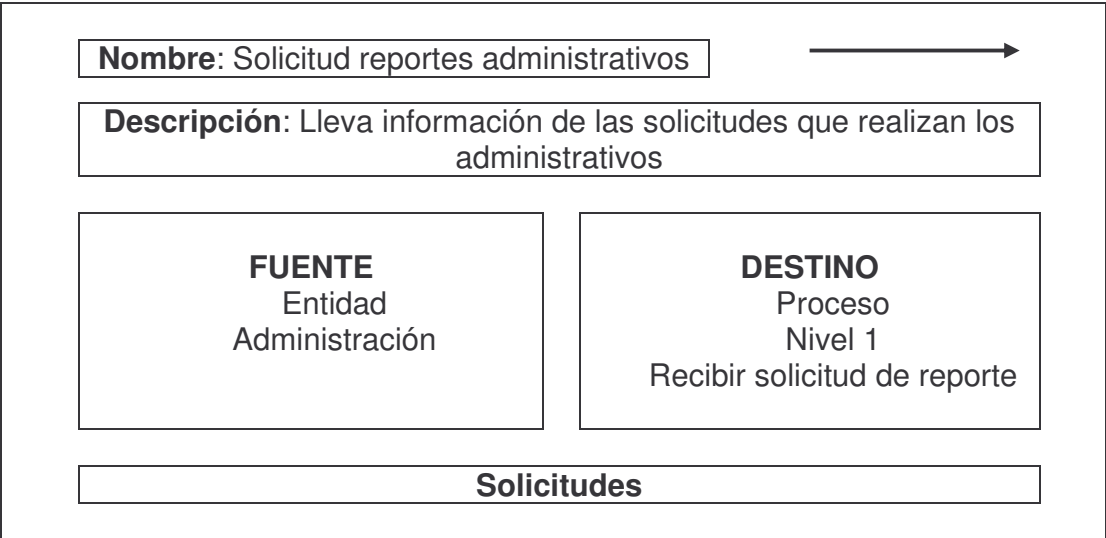 Nombre: Solicitud reportes administrativos
Descripción: Lleva información de las solicitudes que realizan los
administrativos
FUENTE
Entidad
Administración
DESTINO
Proceso
Nivel 1
Recibir solicitud de reporte
Solicitudes